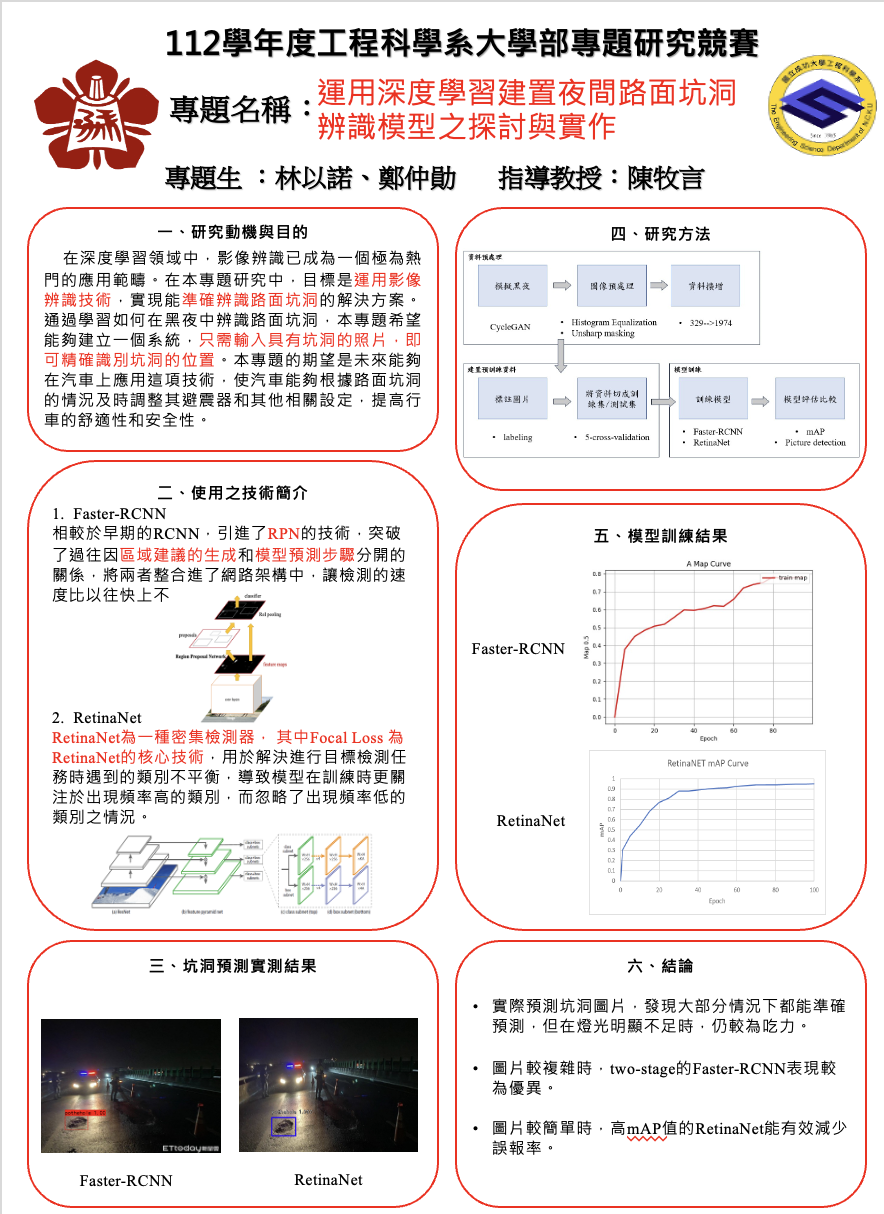 112學年度工程科學系大學部專題研究競賽
專題名稱：運用深度學習建置夜間路面坑洞
辨識模型之探討與實作
國立成功大學工程科學系
The Engineering Science Department of N.C.K.U
專題生：林以諾、鄭仲勛 指導教授：陳牧言
一、研究動機與目的
在深度學習領域中，影像辨識已成為一個極為熱
門的應用範疇。在本專題研究中，目標是運用影像
辨識技術，實現能準確辨識路面坑洞的解決方案。
通過學習如何在黑夜中辨識路面坑洞，本專題希望
能夠建立一個系統，只需輸入具有坑洞的照片，即
可精確識別坑洞的位置。本專題的期望是未來能夠
在汽車上應用這項技術，使汽車能夠根據路面坑洞
的情況及時調整其避震器和其他相關設定，提高行
車的舒適性和安全性。
二、使用之技術簡介
1. Faster-RCNN
相較於早期的RCNN，引進了RPN的技術，突破
了過往因區域建議的生成和模型預測步驟分開的
關係，將兩者整合進了網路架構中，讓檢測的速
度比以往快上不
classifier
RoI pooling
proposals
Region Proposal Network
feature maps
conv layers
2. RetinaNet
RetinaNet為一種密集檢測器， 其中Focal Loss 為
RetinaNet的核心技術，用於解決進行目標檢測任
務時遇到的類別不平衡，導致模型在訓練時更關
注於出現頻率高的類別，而忽略了出現頻率低的
類別之情況。
(a) ResNet (b) feature pyramid net (c) class subnet (top) (d) box subnet (bottom)
三、坑洞預測實測結果
ETtoday新聞雲
Faster-RCNN RetinaNet
四、研究方法
資料預處理
模擬黑夜 圖像預處理 資料擴增
CycleGAN
• Histogram Equalization
• Unsharp masking
• 329-->1974
建置預訓練資料
標註圖片 將資料切成訓
練集/測試集
• labeling • 5-cross-validation
模型訓練
訓練模型 模型評估比較
• Faster-RCNN
• RetinaNet
• mAP
• Picture detection
五、模型訓練結果
Faster-RCNN
A Map Curve
train map
Map 0.5
0.8
0.7
0.6
0.5
0.4
0.3
0.2
0.1
0.0
0 20 40 60 80
Epoch
RetinaNet
RetinaNET mAP Curve
mAP
1
0.9
0.8
0.7
0.6
0.5
0.4
0.3
0.2
0.1
0
0 20 40 60 80 100
Epoch
六、結論
• 實際預測坑洞圖片，發現大部分情況下都能準確
預測，但在燈光明顯不足時，仍較為吃力。
• 圖片較複雜時，two-stage的Faster-RCNN表現較
為優異。
• 圖片較簡單時，高mAP值的RetinaNet能有效減少
誤報率。